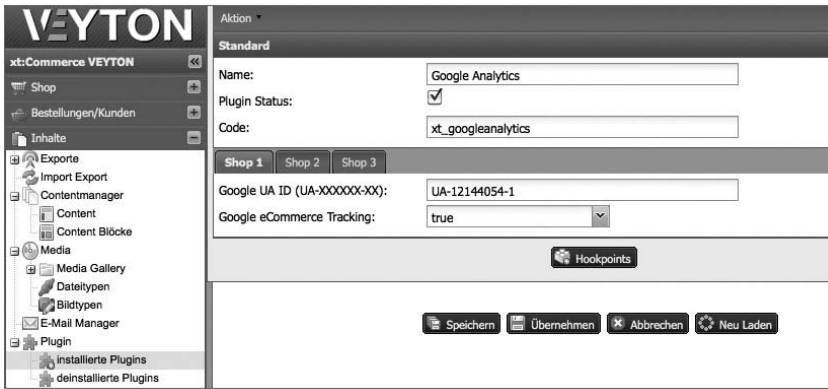 VEYTON
xt:Commerce VEYTON
Shop
Bestellungen/Kunden
Inhalte
Exporte
Import Export
Contentmanager
Content
Content Blöcke
Media
Media Gallery
Dateitypen
Bildtypen
E-Mail Manager
Plugin
installierte Plugins
deinstallierte Plugins
Aktion
Standard
Name: Google Analytics
Plugin Status:
Code: xt_googleanalytics
Shop 1 Shop 2 Shop 3
Google UA ID (UA-XXXXXX-XX): UA-12144054-1
Google eCommerce Tracking: true
Hookpoints
Speichern Übernehmen Abbrechen Neu Laden